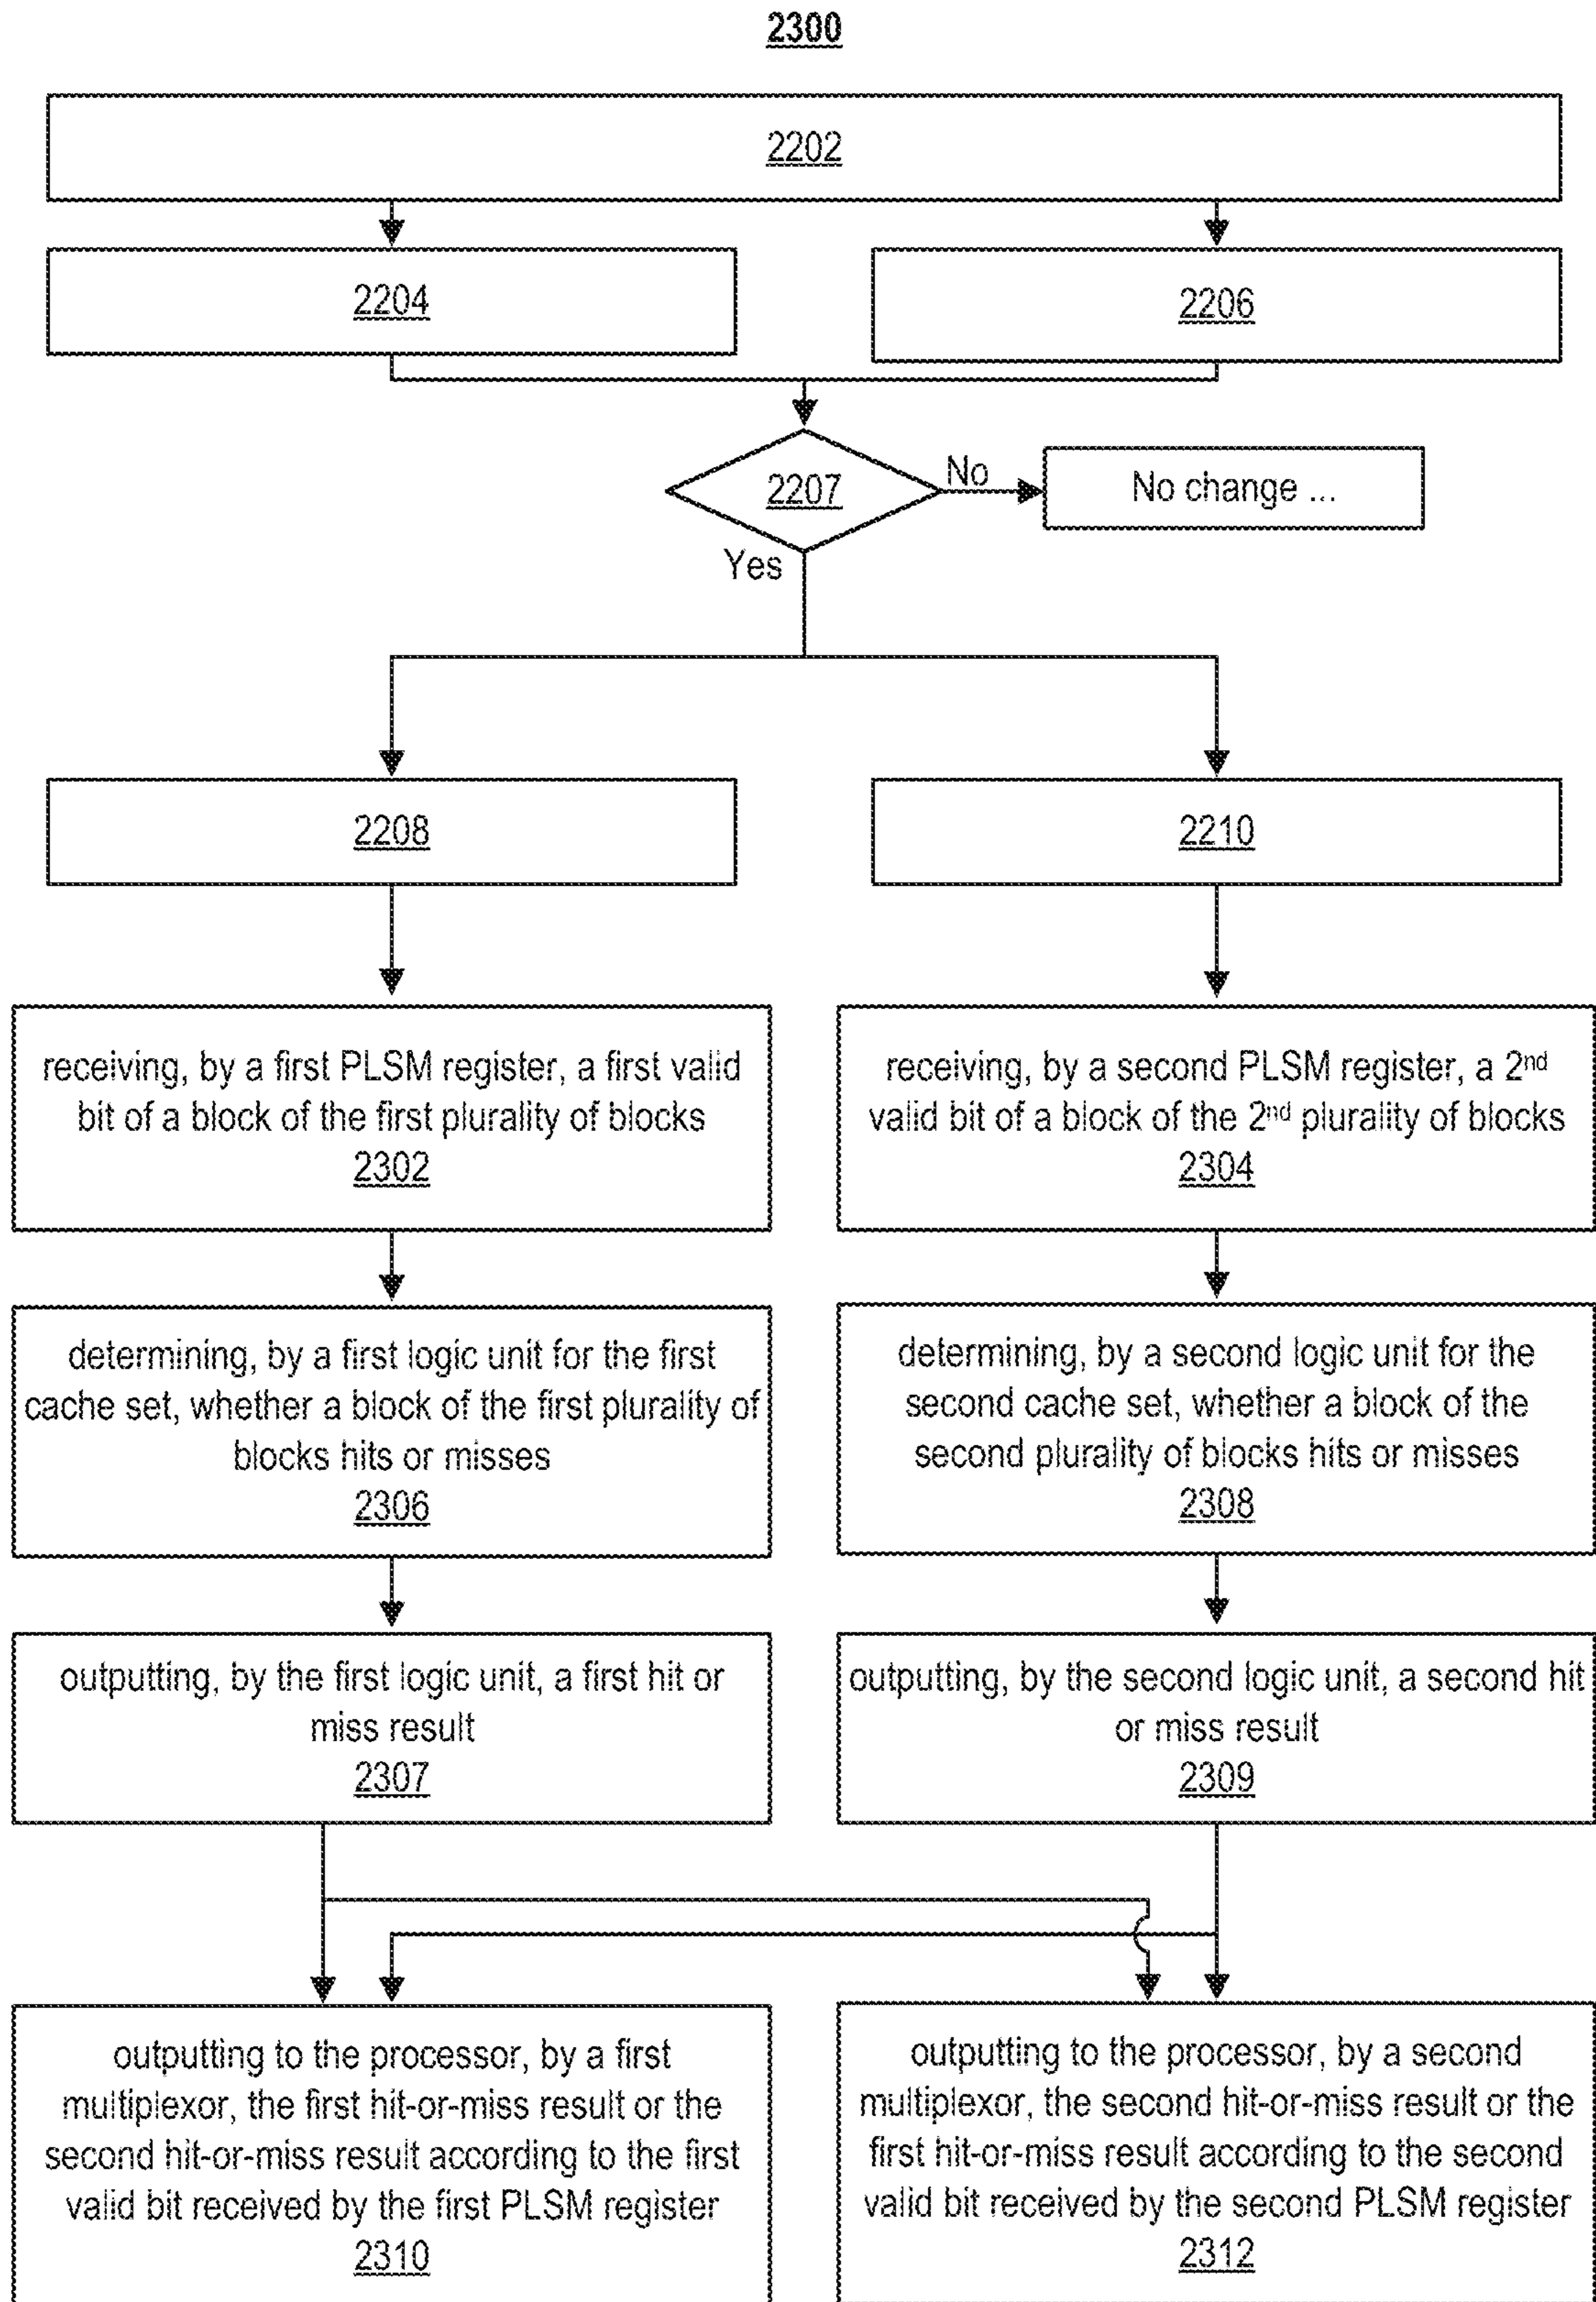 2300
2202
2204
2206
2207
No
No change ...
Yes
2208
2210
receiving, by a first PLSM register, a first valid
bit of a block of the first plurality of blocks
2302
receiving, by a second PLSM register, a 2nd
valid bit of a block of the 2nd plurality of blocks
2304
determining, by a first logic unit for the first
cache set, whether a block of the first plurality of
blocks hits or misses
2306
determining, by a second logic unit for the
second cache set, whether a block of the
second plurality of blocks hits or misses
2308
outputting, by the first logic unit, a first hit or
miss result
2307
outputting, by the second logic unit, a second hit
or miss result
2309
outputting to the processor, by a first
multiplexor, the first hit-or-miss result or the
second hit-or-miss result according to the first
valid bit received by the first PLSM register
2310
outputting to the processor, by a second
multiplexor, the second hit-or-miss result or the
first hit-or-miss result according to the second
valid bit received by the second PLSM register
2312